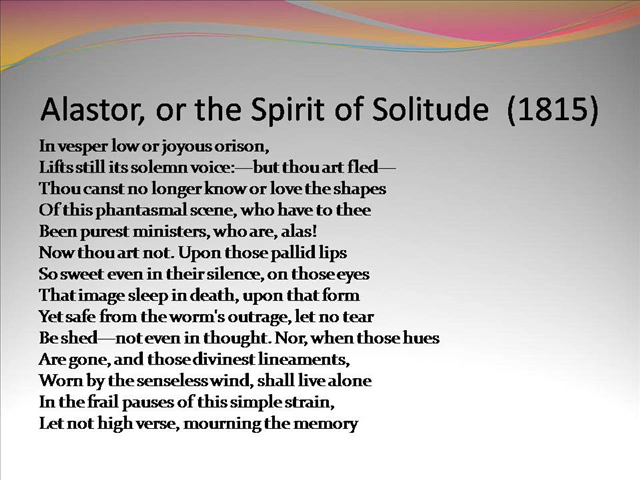 Alastor, or the Spirit of Solitude (1815)
In vesper low or joyous orison,
Lifts still its solemn voice:—but thou art fled—
Thou canst no longer know or love the shapes
Of this phantasmal scene, who have to thee
Been purest ministers, who are, alas!
Now thou art not. Upon those pallid lips
So sweet even in their silence, on those eyes
That image sleep in death, upon that form
Yet safe from the worm's outrage, let no tear
Be shed—not even in thought. Nor, when those hues
Are gone, and those divinest lineaments,
Worn by the senseless wind, shall live alone
In the frail pauses of this simple strain,
Let not high verse, mourning the memory